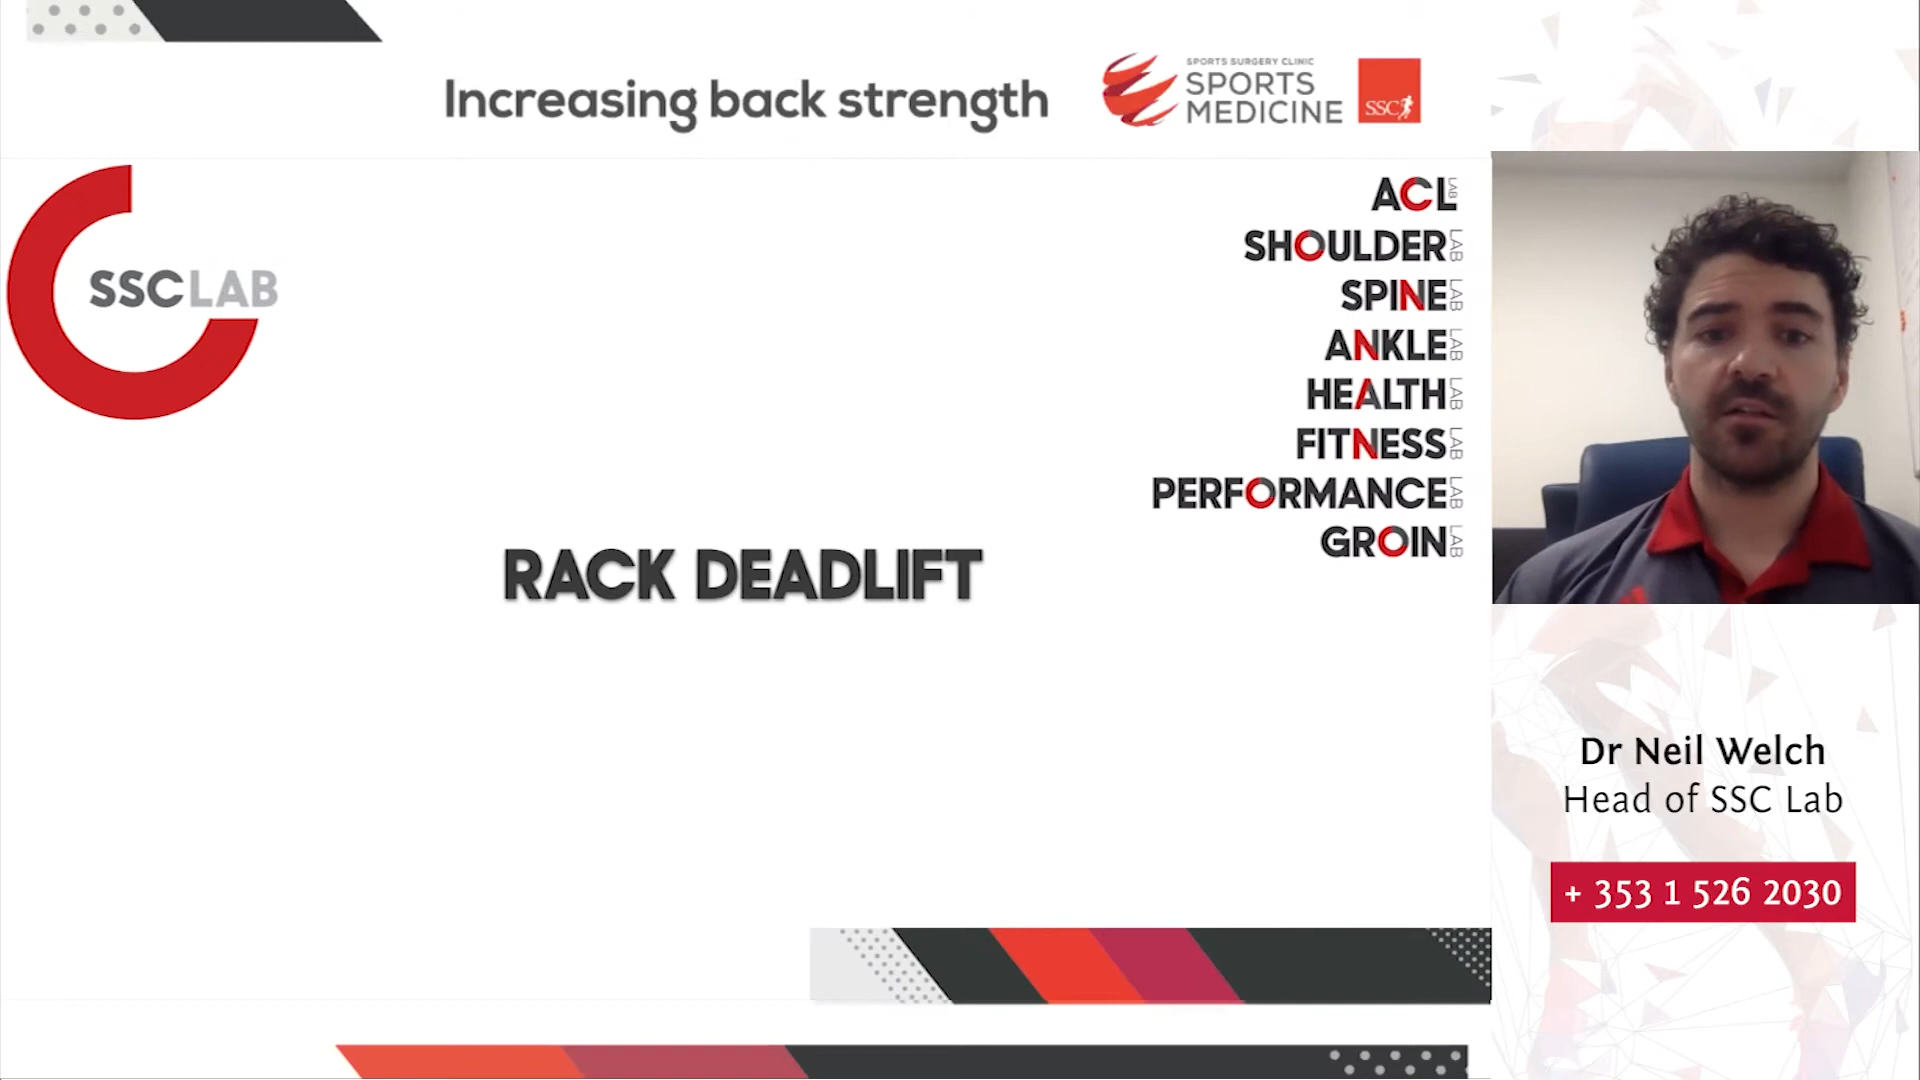 Increasing back strength
SPORTS SURGERY CLINIC
SPORTS
MEDICINE
SSC
SSCLAB
ACL LAB
SHOULDER LAB
SPINE LAB
ANKLE LAB
HEALTH LAB
FITNESS LAB
PERFORMANCE LAB
GROIN LAB
RACK DEADLIFT
Dr Neil Welch
Head of SSC Lab
+ 353 1 526 2030